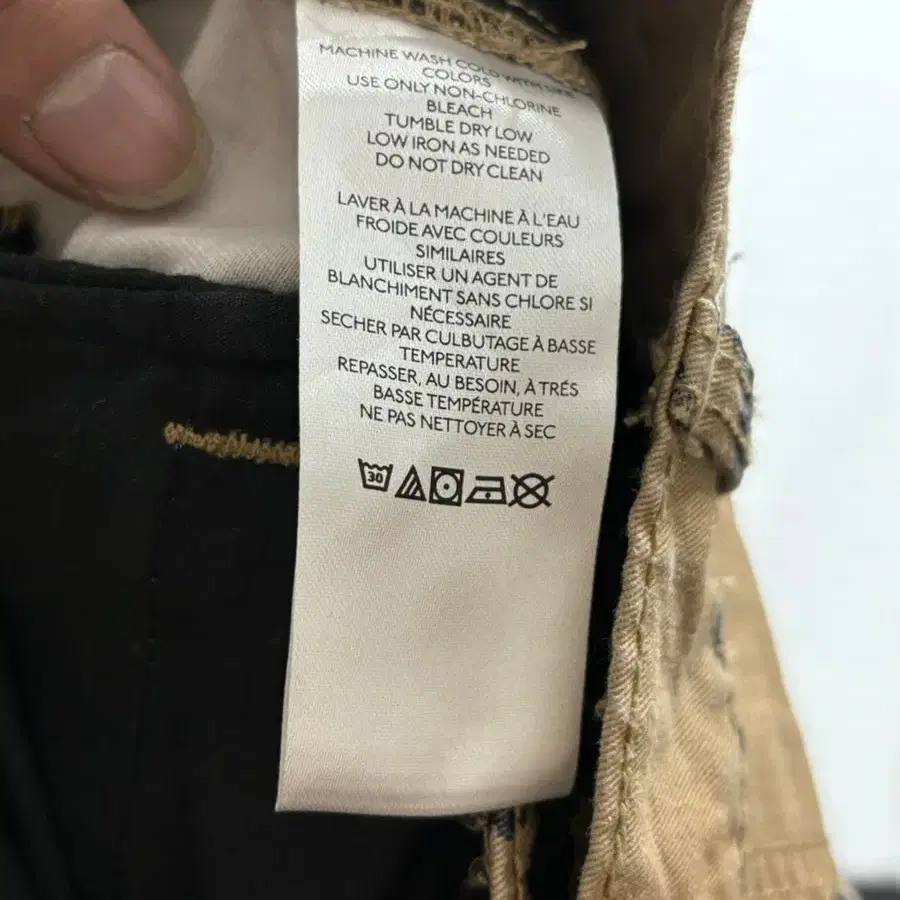 MACHINE WASH COLD WITH LIKE
COLORS
USE ONLY NON-CHLORINE
BLEACH
TUMBLE DRY LOW
LOW IRON AS NEEDED
DO NOT DRY CLEAN
LAVER À LA MACHINE À L'EAU
FROIDE AVEC COULEURS
SIMILAIRES
UTILISER UN AGENT DE
BLANCHIMENT SANS CHLORE SI
NÉCESSAIRE
SECHER PAR CULBUTAGE À BASSE
TEMPERATURE
REPASSER, AU BESOIN, À TRÉS
BASSE TEMPÉRATURE
NE PAS NETTOYER À SEC
30